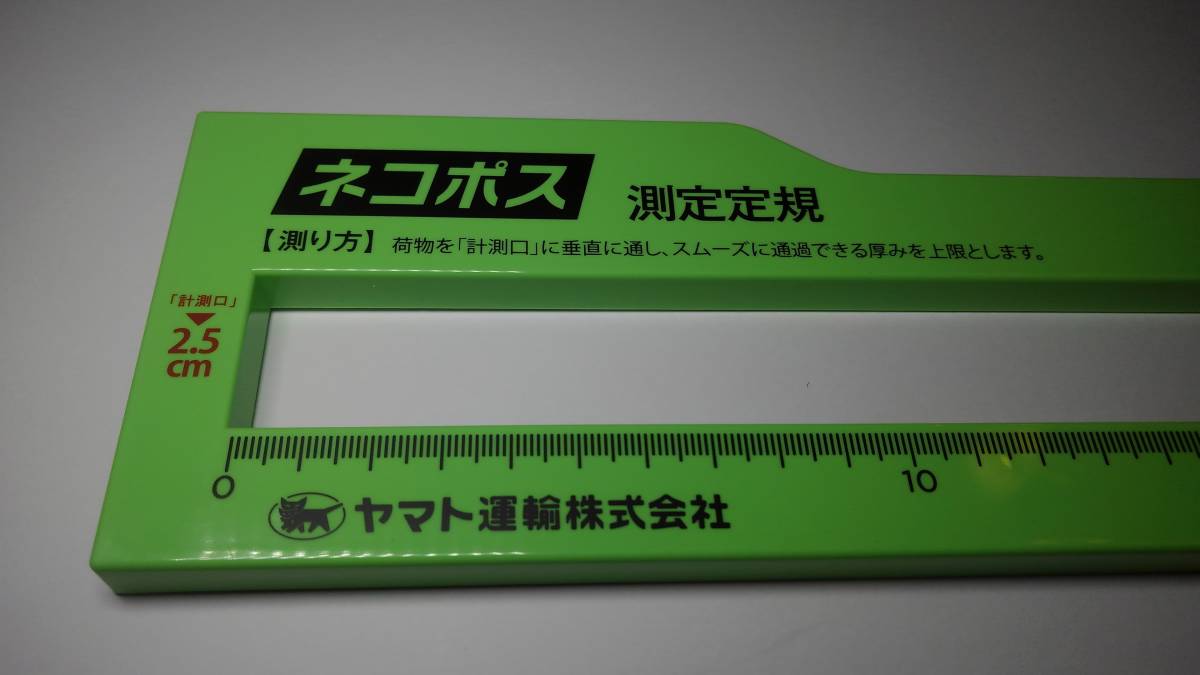 ネコポス 測定定規
【測り方】 荷物を「計測口」に垂直に通し、スムーズに通過できる厚みを上限とします。
「計測口」
2.5
cm
0 10
ヤマト運輸株式会社